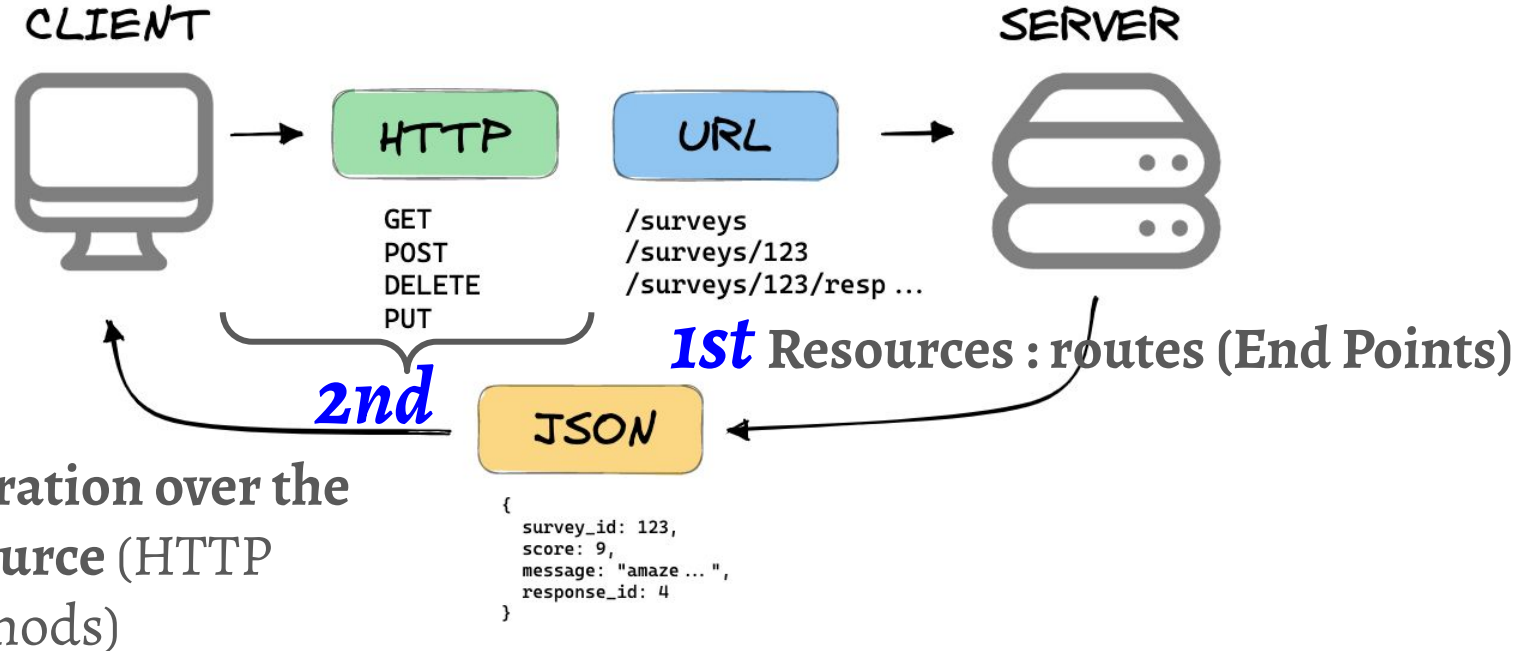 CLIENT
SERVER
HTTP
URL
GET
POST
DELETE
PUT
/surveys
/surveys/123
/surveys/123/resp ...
1st Resources : routes (End Points)
2nd
JSON
ration over the
urce (HTTP
nods)
{
survey_id: 123,
score: 9,
message: "amaze ... ",
response_id: 4
}